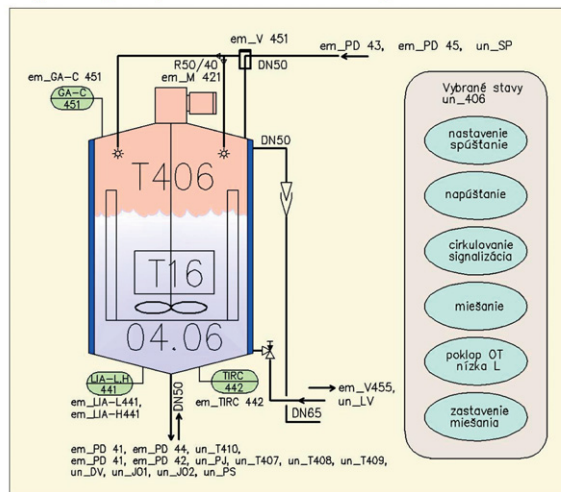 em_V 451
em_PD 43, em_PD 45, un_SP
R50/40
DN50
em_GA-C 451
em_M 421
GA-C
451
DN50
T406
T16
04.06
LIA-L.H
441
TIRC
442
em_LIA-L441,
em_LIA-H441
DN50
em_TIRC 442
em_V455,
un_LV
DN65
em_PD 41, em_PD 44, un_T410,
em_PD 41, em_PD 42, un_PJ, un_T407, un_T408, un_T409,
un_DV, un_J01, un_J02, un_PS
Vybrané stavy
un_406
nastavenie
spúštanie
napúštanie
cirkulovanie
signalizácia
miešanie
poklop OT
nízka L
zastavenie
miešania